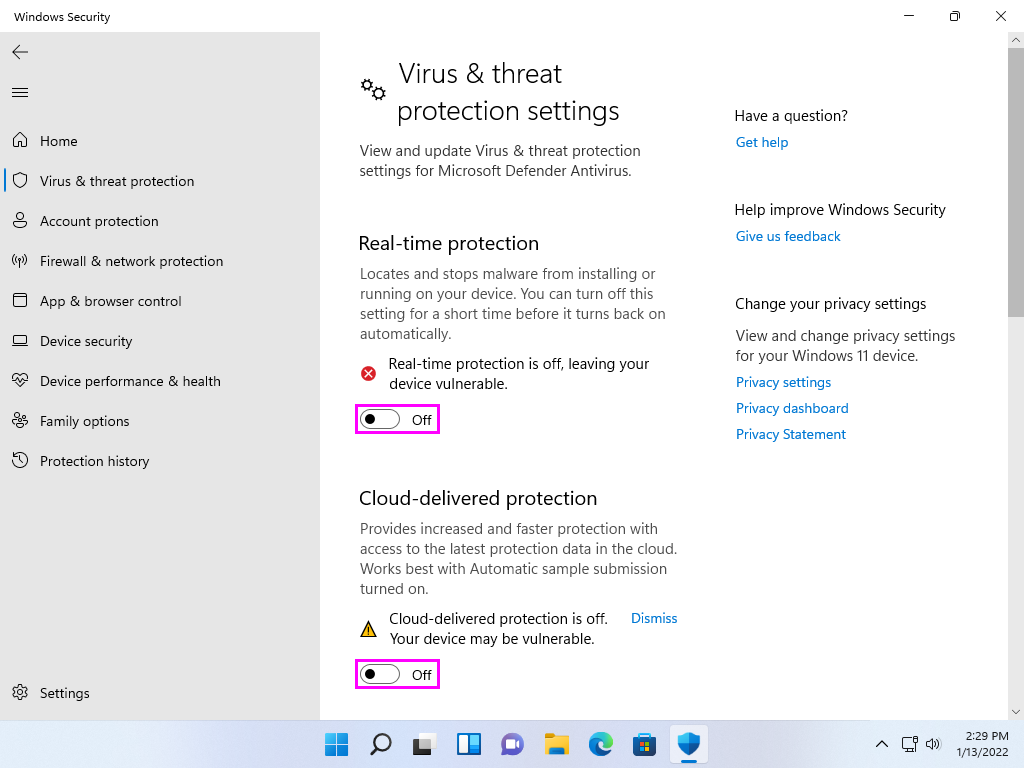 Windows Security
Home
Virus & threat protection
Account protection
Firewall & network protection
App & browser control
Device security
Device performance & health
Family options
Protection history
Settings
Virus & threat
protection settings
View and update Virus & threat protection
settings for Microsoft Defender Antivirus.
Real-time protection
Locates and stops malware from installing or
running on your device. You can turn off this
setting for a short time before it turns back on
automatically.
Real-time protection is off, leaving your
device vulnerable.
Off
Cloud-delivered protection
Provides increased and faster protection with
access to the latest protection data in the cloud.
Works best with Automatic sample submission
turned on.
Cloud-delivered protection is off. Dismiss
Your device may be vulnerable.
Off
Have a question?
Get help
Help improve Windows Security
Give us feedback
Change your privacy settings
View and change privacy settings
for your Windows 11 device.
Privacy settings
Privacy dashboard
Privacy Statement
2:29 PM
1/13/2022